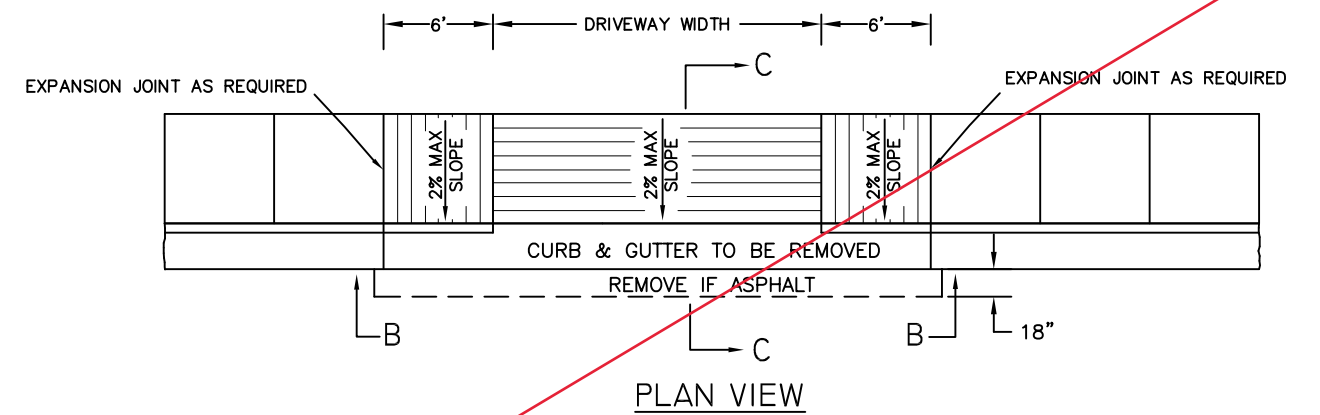 6' DRIVEWAY WIDTH 6'
C
EXPANSION JOINT AS REQUIRED
EXPANSION JOINT AS REQUIRED
2% MAX
SLOPE
2% MAX
SLOPE
2% MAX
SLOPE
CURB & GUTTER TO BE REMOVED
REMOVE IF ASPHALT
B
B
18"
C
PLAN VIEW